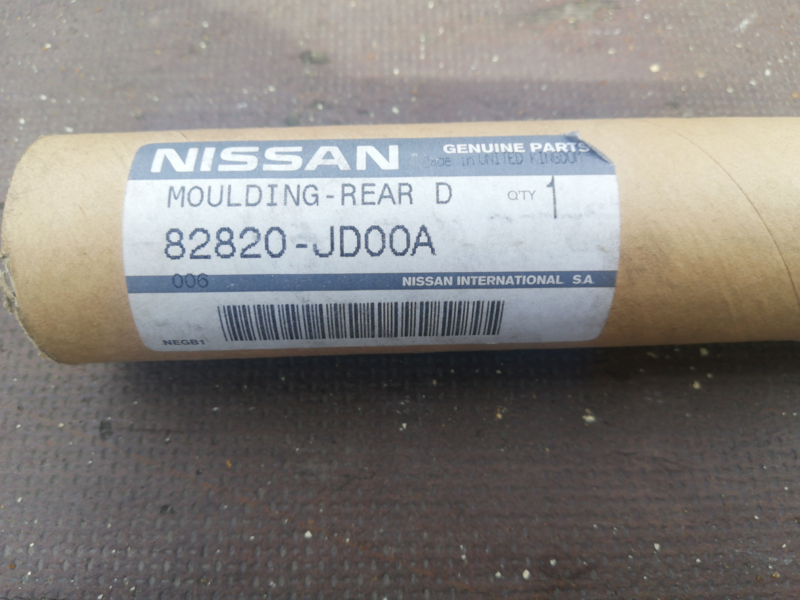 NISSAN
GENUINE PARTS
Made in UNITED KINGDOM
MOULDING-REAR D
Q'TY 1
82820-JD00A
006
NISSAN INTERNATIONAL SA
NEGB1